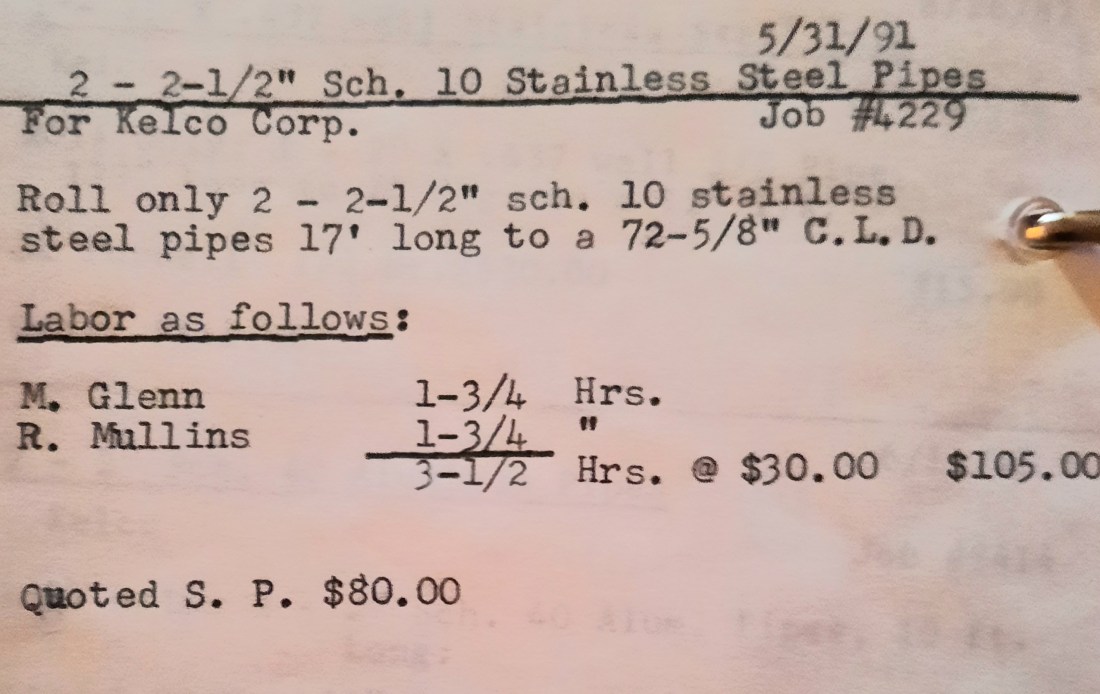 5/31/91
2 - 2-1/2" Sch. 10 Stainless Steel Pipes
For Kelco Corp. Job #4229
Roll only 2 - 2-1/2" sch. 10 stainless
steel pipes 17' long to a 72-5/8" C.L.D.
Labor as follows:
M. Glenn 1-3/4 Hrs.
R. Mullins 1-3/4 "
3-1/2 Hrs. @ $30.00 $105.00
Quoted S. P. $80.00